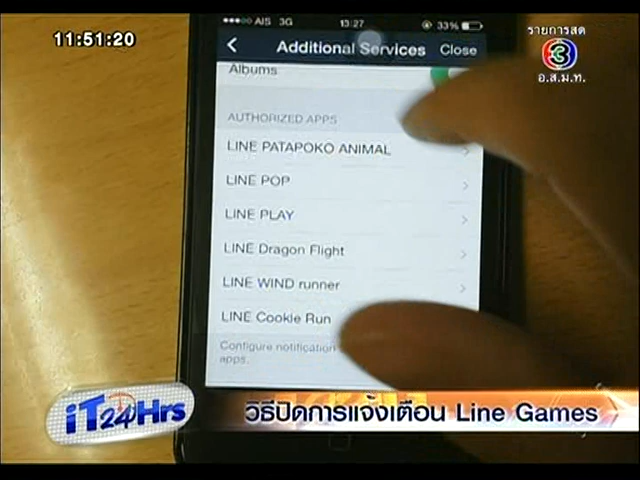 11:51:20
รายการสด
3
อ.ส.ม.ท.
AIS 3G 13:27 33%
Additional Services Close
Albums
AUTHORIZED APPS
LINE PATAPOKO ANIMAL
LINE POP
LINE PLAY
LINE Dragon Flight
LINE WIND runner
LINE Cookie Run
Configure notification
apps.
iT24Hrs
วิธีปิดการแจ้งเตือน Line Games